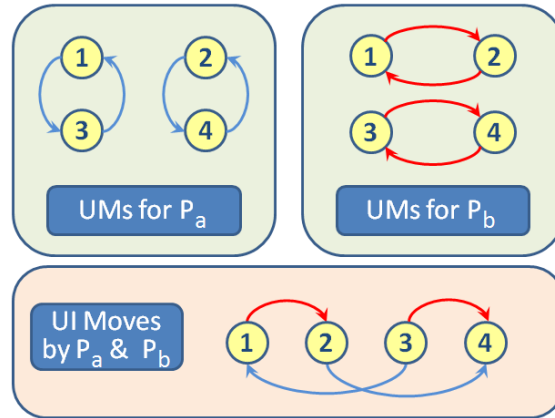 1 2
3 4
UMs for Pa
1 2
3 4
UMs for Pb
UI Moves
by Pa & Pb
1 2 3 4